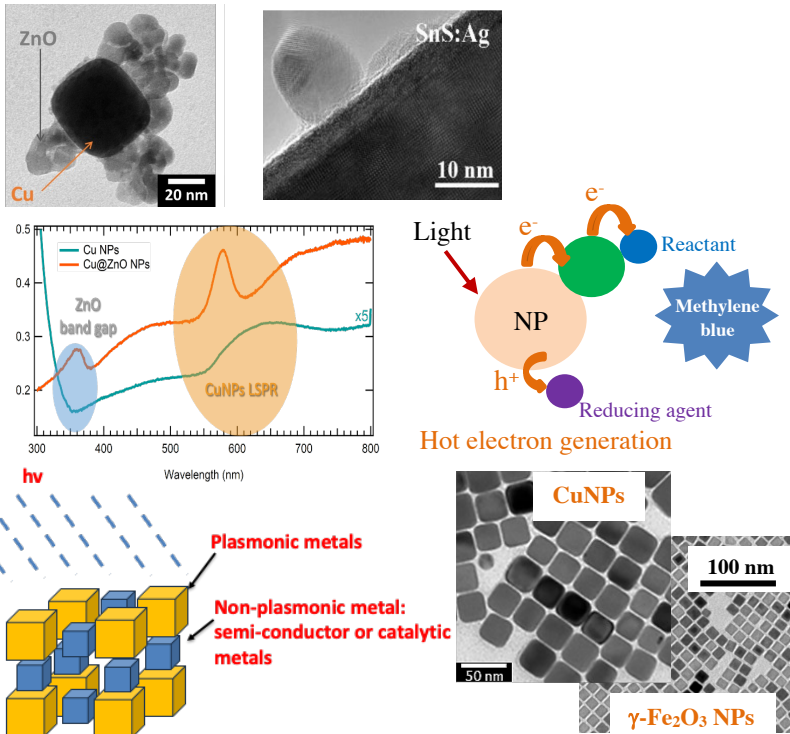 ZnO
Cu
20 nm
SnS:Ag
10 nm
0.5
0.4
0.3
0.2
Cu NPs
Cu@ZnO NPs
ZnO
band gap
x5
CuNPs LSPR
300
400
500
600
700
800
Wavelength (nm)
Light
e-
e-
NP
Reactant
h+
Reducing agent
Methylene
blue
Hot electron generation
hv
Plasmonic metals
Non-plasmonic metal:
semi-conductor or catalytic
metals
CuNPs
50 nm
100 nm
γ-Fe₂O₃ NPs